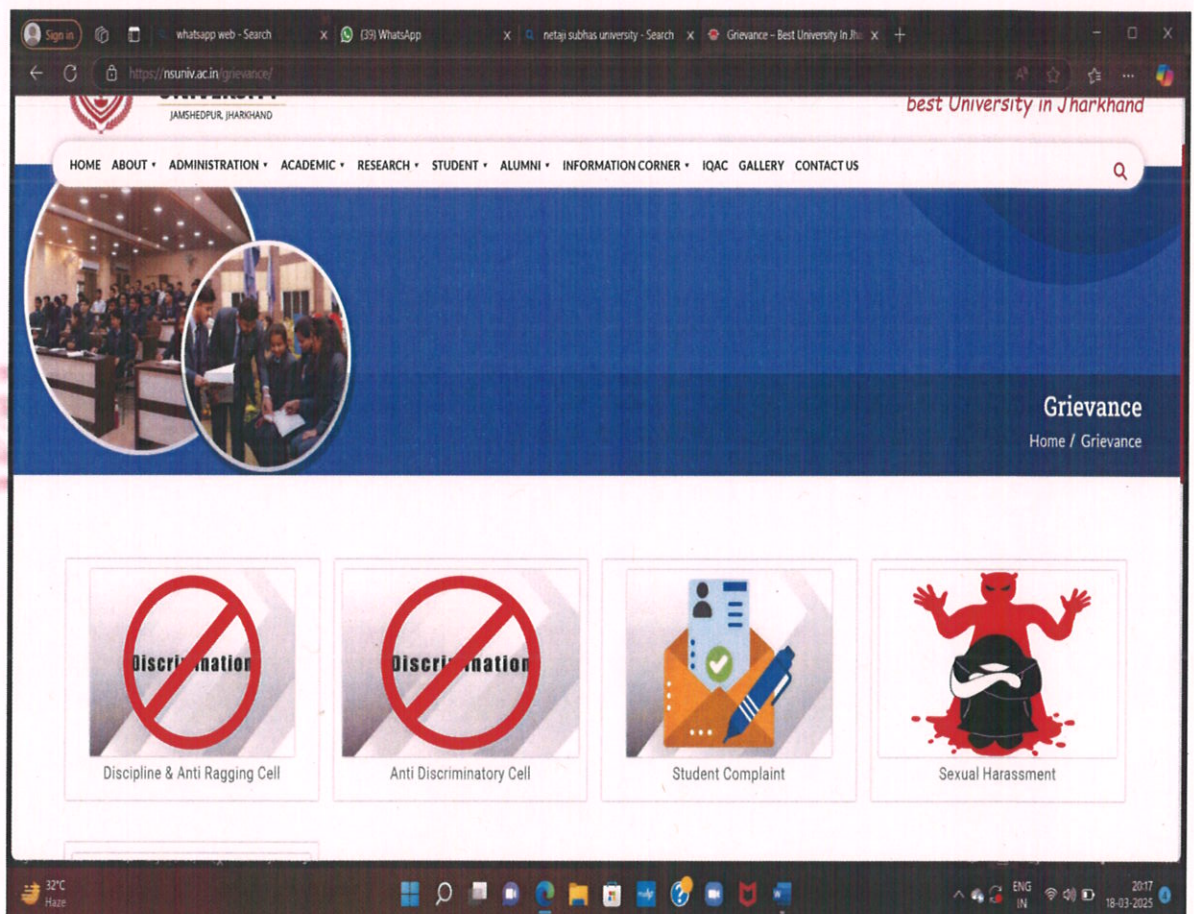 Sign in
whatsapp web - Search
(39) WhatsApp
netaji subhas university - Search
Grievance – Best University In Jha
https://nsuniv.ac.in/grievance/
UNIVERSITY
JAMSHEDPUR, JHARKHAND
best University in Jharkhand
HOME ABOUT ADMINISTRATION ACADEMIC RESEARCH STUDENT ALUMNI INFORMATION CORNER IQAC GALLERY CONTACT US
Grievance
Home / Grievance
Discrimination
Discrimination
Discipline & Anti Ragging Cell
Anti Discriminatory Cell
Student Complaint
Sexual Harassment
32°C
Haze
ENG
IN
20:17
18-03-2025